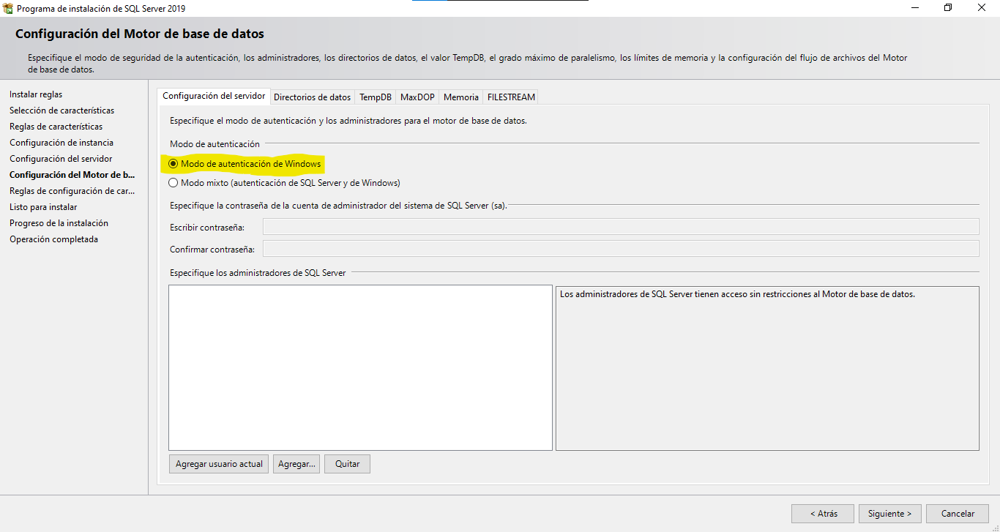 Programa de instalación de SQL Server 2019
Configuración del Motor de base de datos
Especifique el modo de seguridad de la autenticación, los administradores, los directorios de datos, el valor TempDB, el grado máximo de paralelismo, los límites de memoria y la configuración del flujo de archivos del Motor
de base de datos.
Instalar reglas
Selección de características
Reglas de características
Configuración de instancia
Configuración del servidor
Configuración del Motor de b...
Reglas de configuración de car...
Listo para instalar
Progreso de la instalación
Operación completada
Configuración del servidor Directorios de datos TempDB MaxDOP Memoria FILESTREAM
Especifique el modo de autenticación y los administradores para el motor de base de datos.
Modo de autenticación
Modo de autenticación de Windows
Modo mixto (autenticación de SQL Server y de Windows)
Especifique la contraseña de la cuenta de administrador del sistema de SQL Server (sa).
Escribir contraseña:
Confirmar contraseña:
Especifique los administradores de SQL Server
Los administradores de SQL Server tienen acceso sin restricciones al Motor de base de datos.
Agregar usuario actual Agregar... Quitar
< Atrás Siguiente > Cancelar